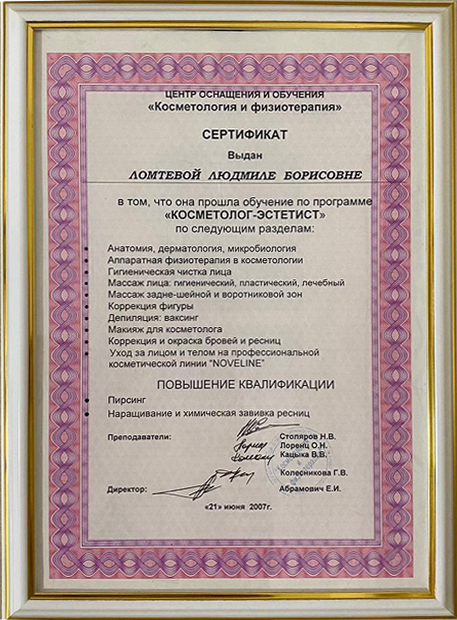 ЦЕНТР ОСНАЩЕНИЯ И ОБУЧЕНИЯ
«Косметология и физиотерапия»
СЕРТИФИКАТ
Выдан
ЛОМТЕВОЙ ЛЮДМИЛЕ БОРИСОВНЕ
в том, что она прошла обучение по программе
«КОСМЕТОЛОГ-ЭСТЕТИСТ»
по следующим разделам:
Анатомия, дерматология, микробиология
Аппаратная физиотерапия в косметологии
Гигиеническая чистка лица
Массаж лица: гигиенический, пластический, лечебный
Массаж задне-шейной и воротниковой зон
Коррекция фигуры
Депиляция: ваксинг
Макияж для косметолога
Коррекция и окраска бровей и ресниц
Уход за лицом и телом на профессиональной
косметической линии "NOVELINE"
ПОВЫШЕНИЕ КВАЛИФИКАЦИИ
Пирсинг
Наращивание и химическая завивка ресниц
Преподаватели: Столяров Н.В.
Лоренц О.Н.
Кацыка В.В.
Колесникова Г.В.
Директор: Абрамович Е.И.
«21» июня 2007г.